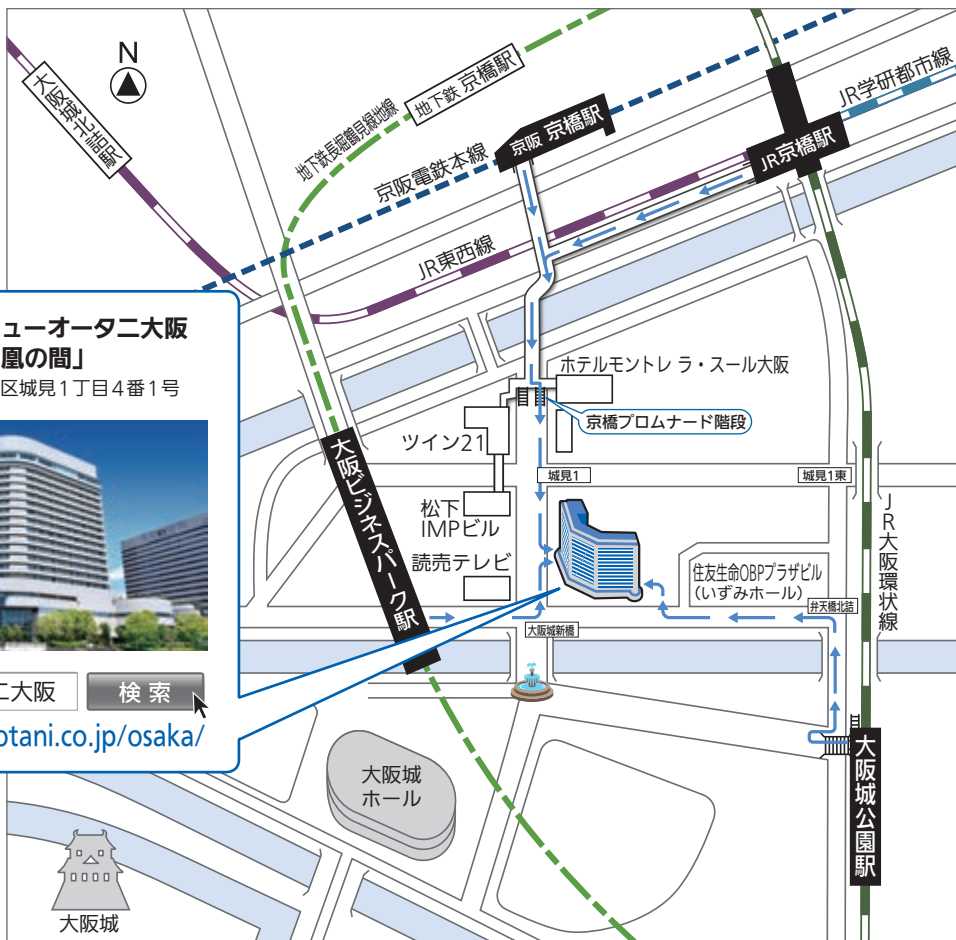 N
大阪城北詰駅
地下鉄長堀鶴見緑地線
地下鉄 京橋駅
京阪電鉄本線
京阪 京橋駅
JR学研都市線
JR京橋駅
JR東西線
ューオータニ大阪
凰の間」
区城見1丁目4番1号
ホテルモントレ ラ・スール大阪
京橋プロムナード階段
ツイン21
城見1
城見1東
松下
IMPビル
読売テレビ
大阪ビジネスパーク駅
住友生命OBPプラザビル
(いずみホール)
JR大阪環状線
弁天橋北詰
大阪城新橋
ニ大阪
検索
otani.co.jp/osaka/
大阪城
ホール
大阪城公園駅
大阪城